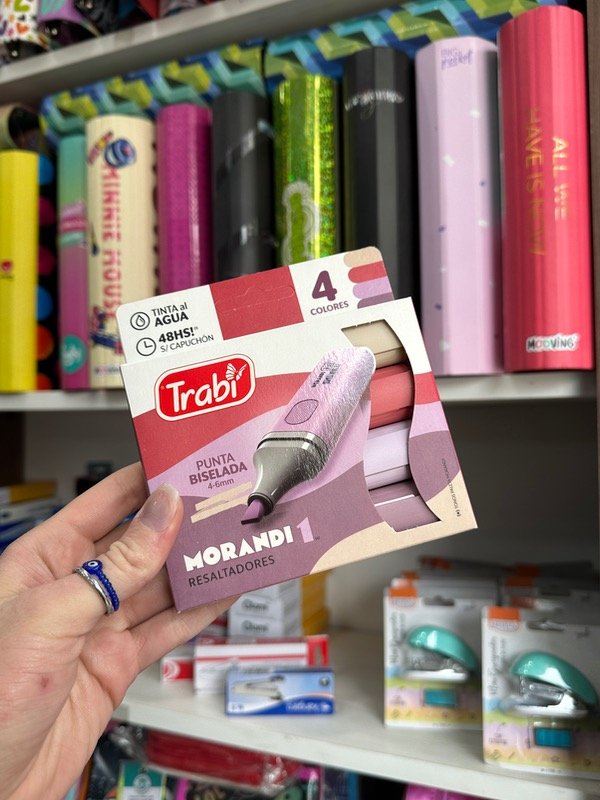 MINNIE MOUSE
ALL WE
HAVE IS NOW
MOOVING
TINTA al
AGUA
48HS!
S/ CAPUCHÓN
4
COLORES
Trabi
PUNTA
BISELADA
4-6mm
MORANDI 1
RESALTADORES